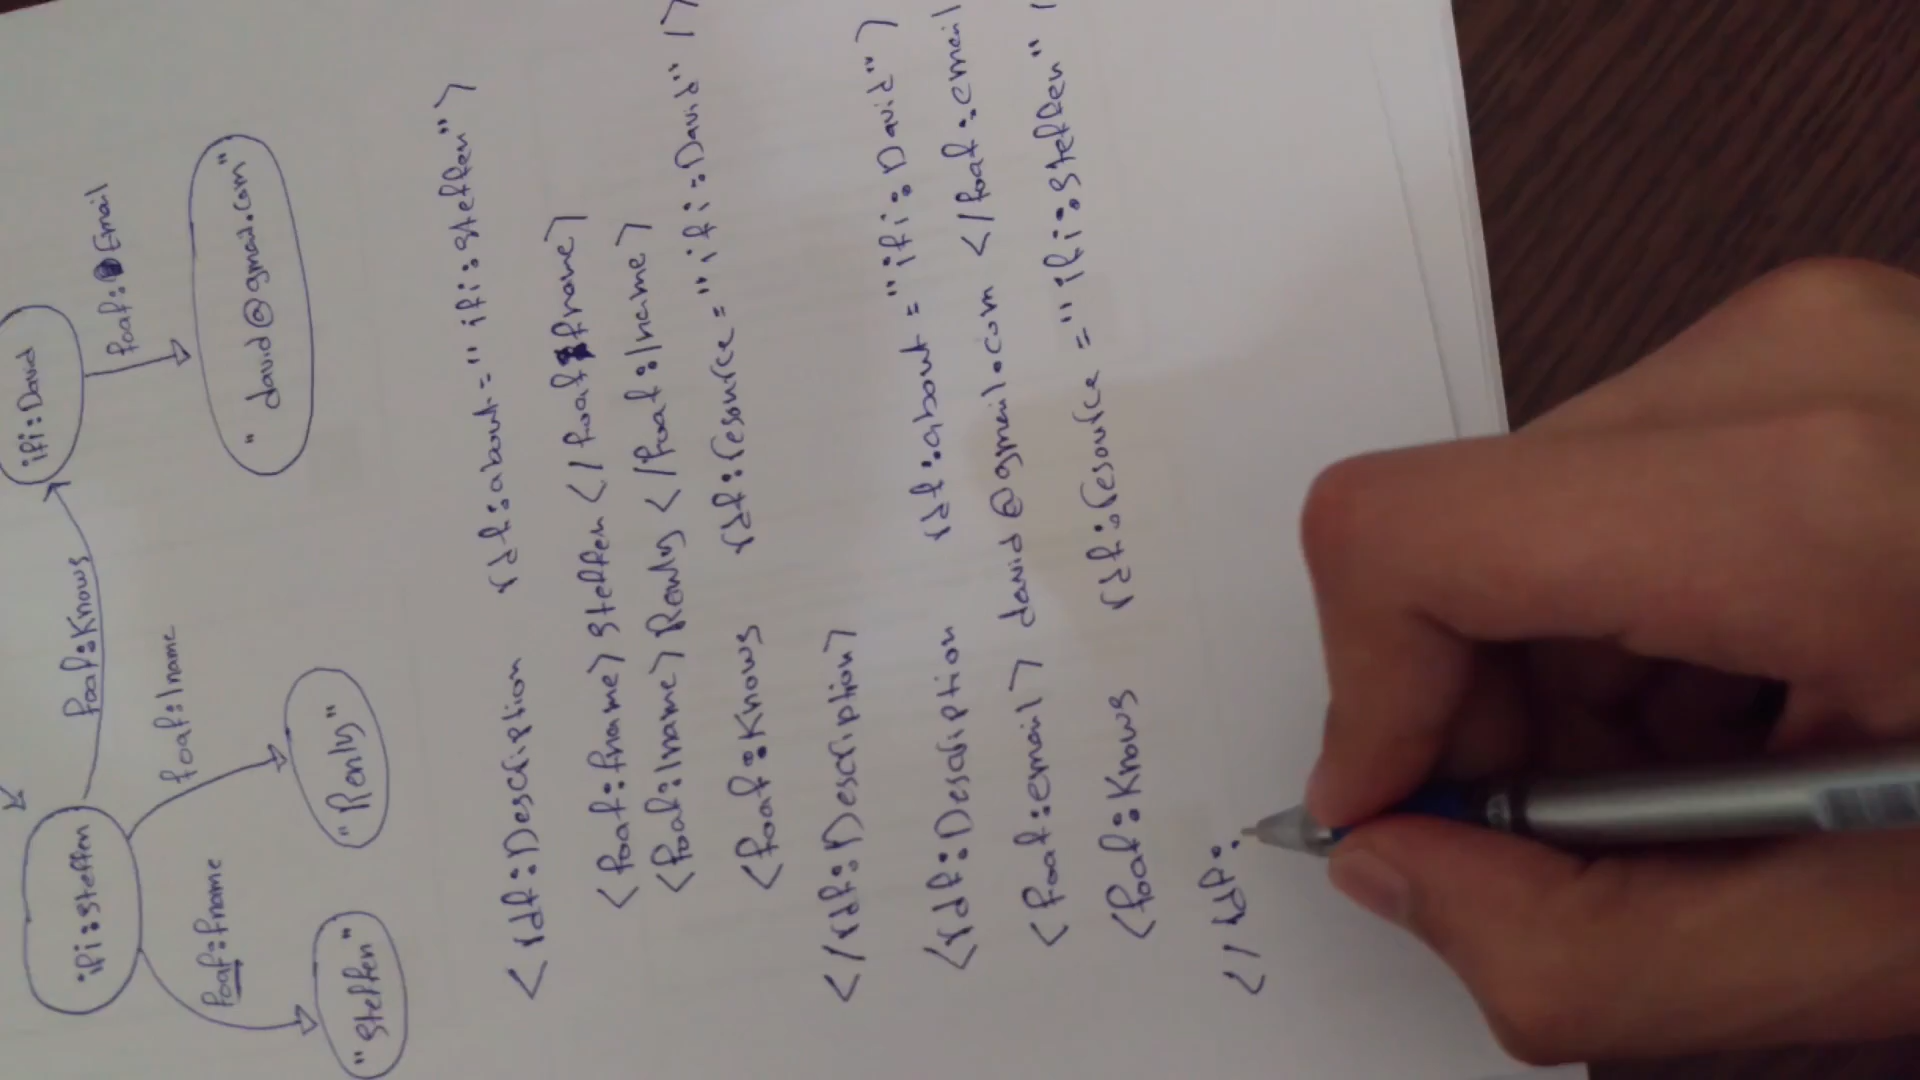 ifi:David
foaf:Email
"david@gmail.com"
foaf:Knows
ifi:Steffen
foaf:lname
"Renly"
foaf:fname
"Steffen"
<rdf:Description rdf:about="ifi:Steffen">
<foaf:fname> Steffen </foaf:fname>
<foaf:lname> Renly </foaf:lname>
<foaf:Knows rdf:resource="ifi:David" />
</rdf:Description>
<rdf:Description rdf:about="ifi:David">
<foaf:email> david@gmail.com </foaf:email
<foaf:Knows rdf:resource="ifi:Steffen" /
</rdf: